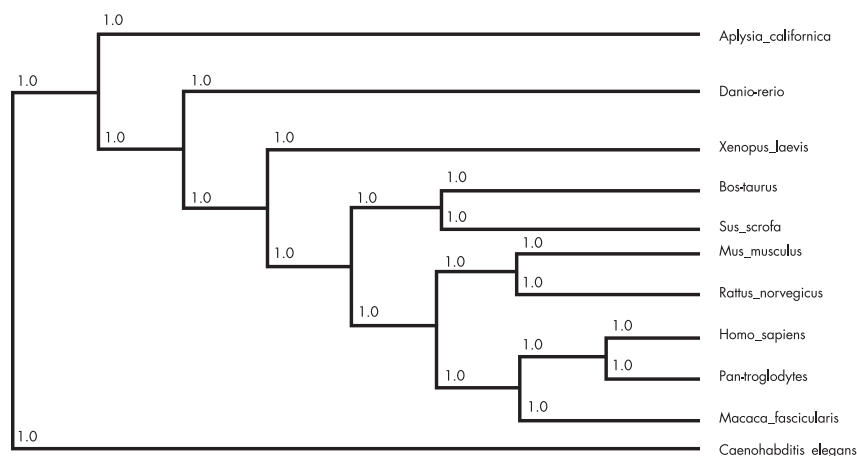 1.0
Aplysia_californica
1.0
1.0
Danio-rerio
1.0
1.0
Xenopus_laevis
1.0
1.0
Bos-taurus
1.0
1.0
Sus_scrofa
1.0
Mus_musculus
1.0
1.0
Rattus_norvegicus
1.0
1.0
Homo_sapiens
1.0
1.0
Pan-troglodytes
1.0
1.0
Macaca_fascicularis
1.0
Caenohabditis_elegans